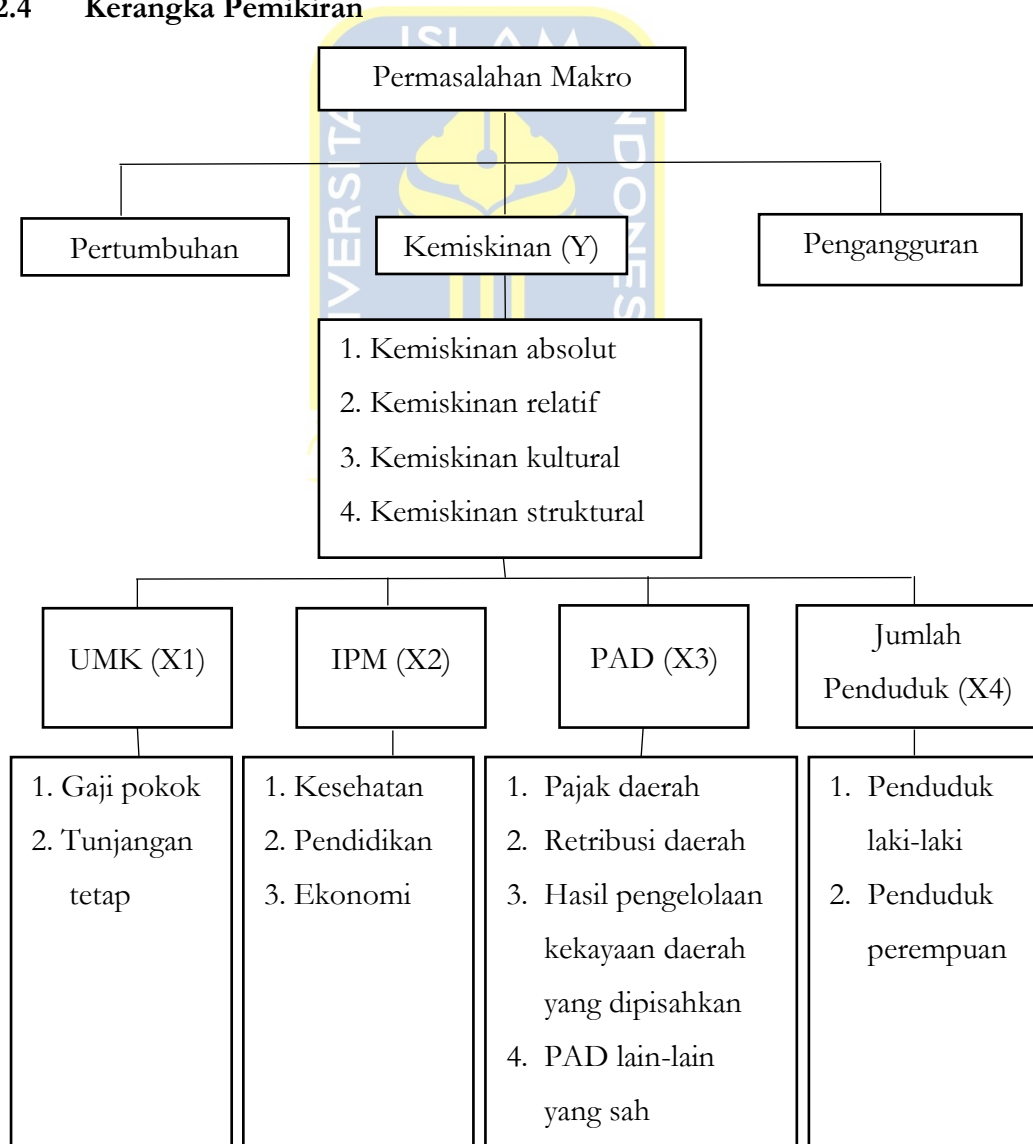 2.4 Kerangka Pemikiran
ISLAM
Permasalahan Makro
Pertumbuhan
Kemiskinan (Y)
Pengangguran
1. Kemiskinan absolut
2. Kemiskinan relatif
3. Kemiskinan kultural
4. Kemiskinan struktural
UMK (X1)
IPM (X2)
PAD (X3)
Jumlah
Penduduk (X4)
1. Gaji pokok
2. Tunjangan
tetap
1. Kesehatan
2. Pendidikan
3. Ekonomi
1. Pajak daerah
2. Retribusi daerah
3. Hasil pengelolaan
kekayaan daerah
yang dipisahkan
4. PAD lain-lain
yang sah
1. Penduduk
laki-laki
2. Penduduk
perempuan